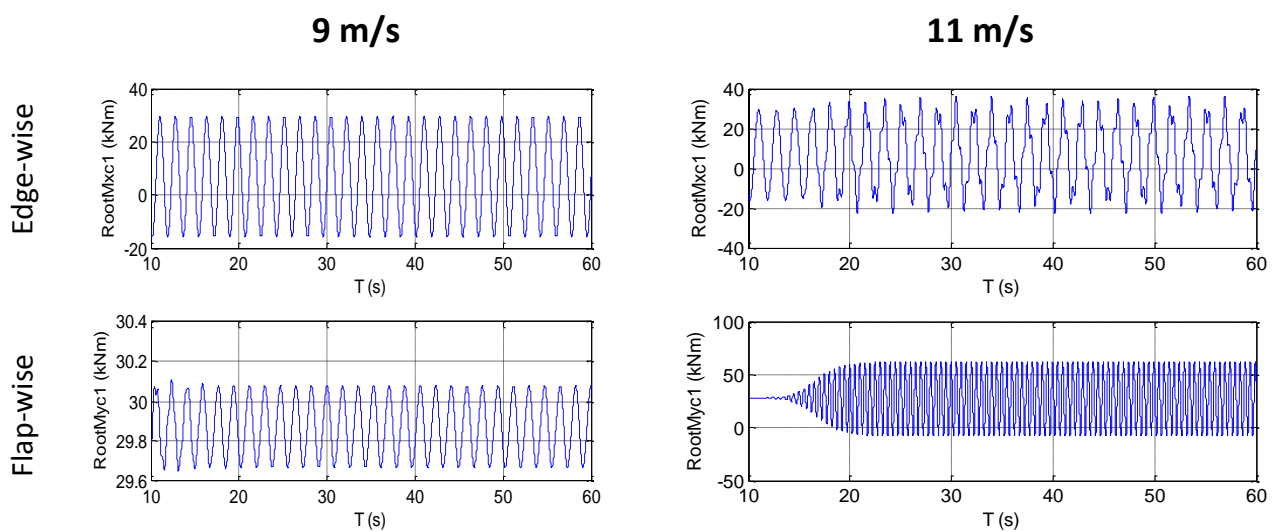 9 m/s
11 m/s
Edge-wise
RootMxc1 (kNm)
40
20
0
-20
10 20 30 40 50 60
T (s)
RootMxc1 (kNm)
40
20
0
-20
-40
10 20 30 40 50 60
T (s)
Flap-wise
RootMyc1 (kNm)
30.4
30.2
30
29.8
29.6
10 20 30 40 50 60
T (s)
RootMyc1 (kNm)
100
50
0
-50
10 20 30 40 50 60
T (s)